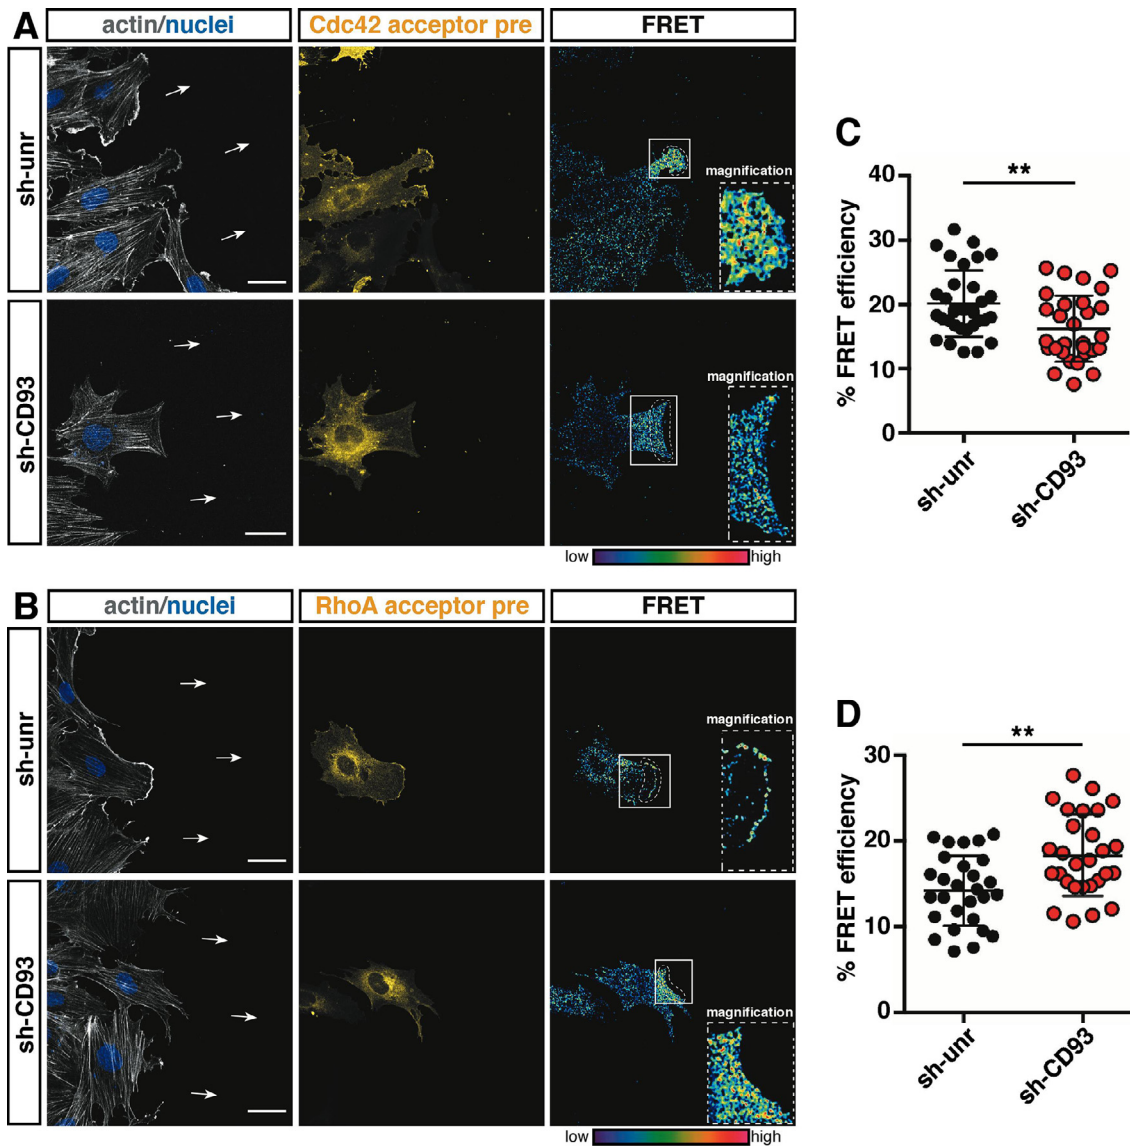 A
actin/nuclei
Cdc42 acceptor pre
FRET
sh-unr
magnification
sh-CD93
magnification
low
high
B
actin/nuclei
RhoA acceptor pre
FRET
sh-unr
magnification
sh-CD93
magnification
low
high
C
**
% FRET efficiency
40
30
20
10
0
sh-unr
sh-CD93
D
**
% FRET efficiency
30
20
10
0
sh-unr
sh-CD93